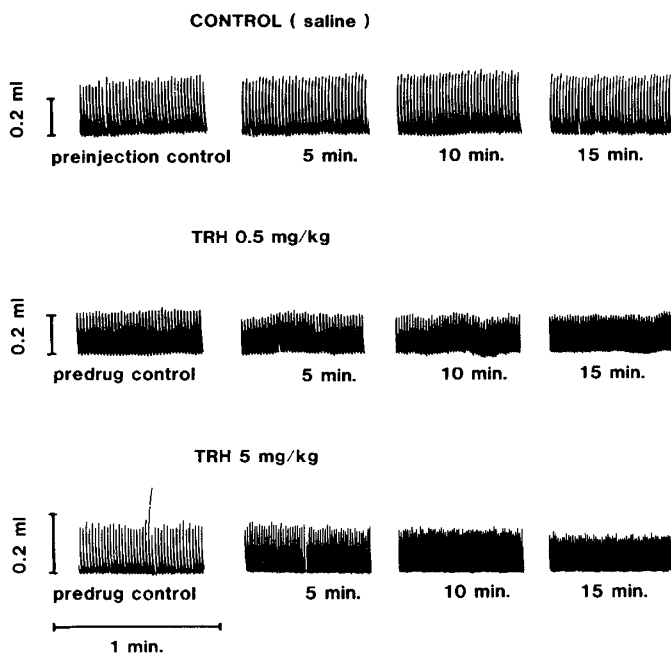 CONTROL ( saline )
0.2 ml
preinjection control 5 min. 10 min. 15 min.
TRH 0.5 mg/kg
0.2 ml
predrug control 5 min. 10 min. 15 min.
TRH 5 mg/kg
0.2 ml
predrug control 5 min. 10 min. 15 min.
1 min.